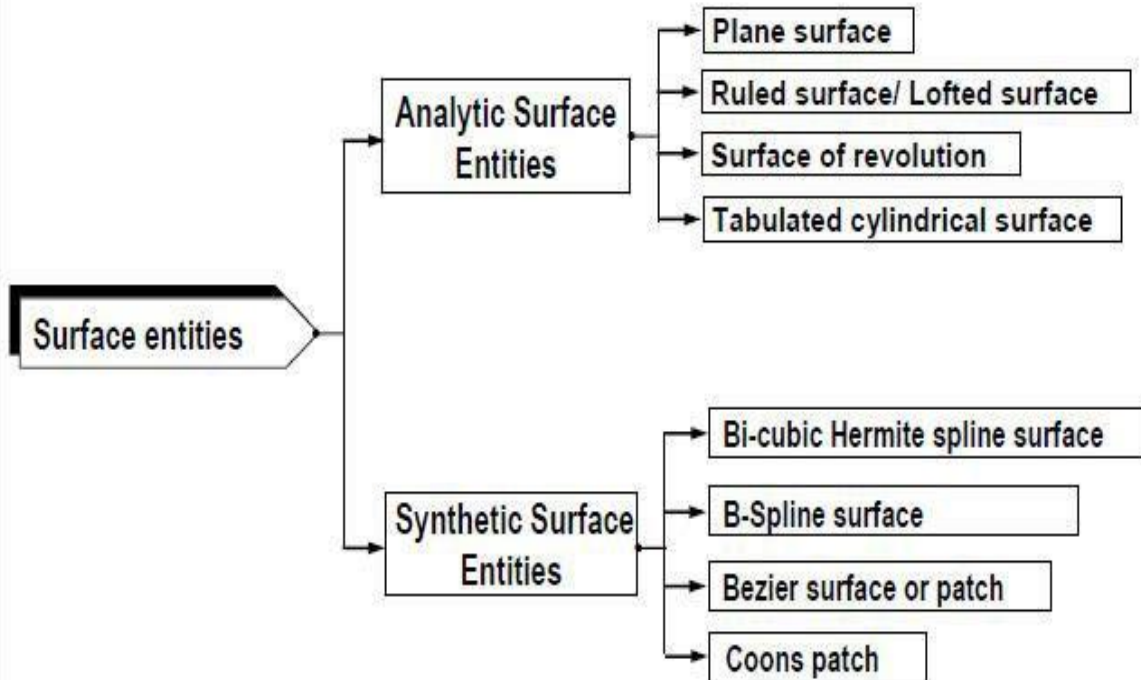 Surface entities
Analytic Surface
Entities
Plane surface
Ruled surface/ Lofted surface
Surface of revolution
Tabulated cylindrical surface
Synthetic Surface
Entities
Bi-cubic Hermite spline surface
B-Spline surface
Bezier surface or patch
Coons patch